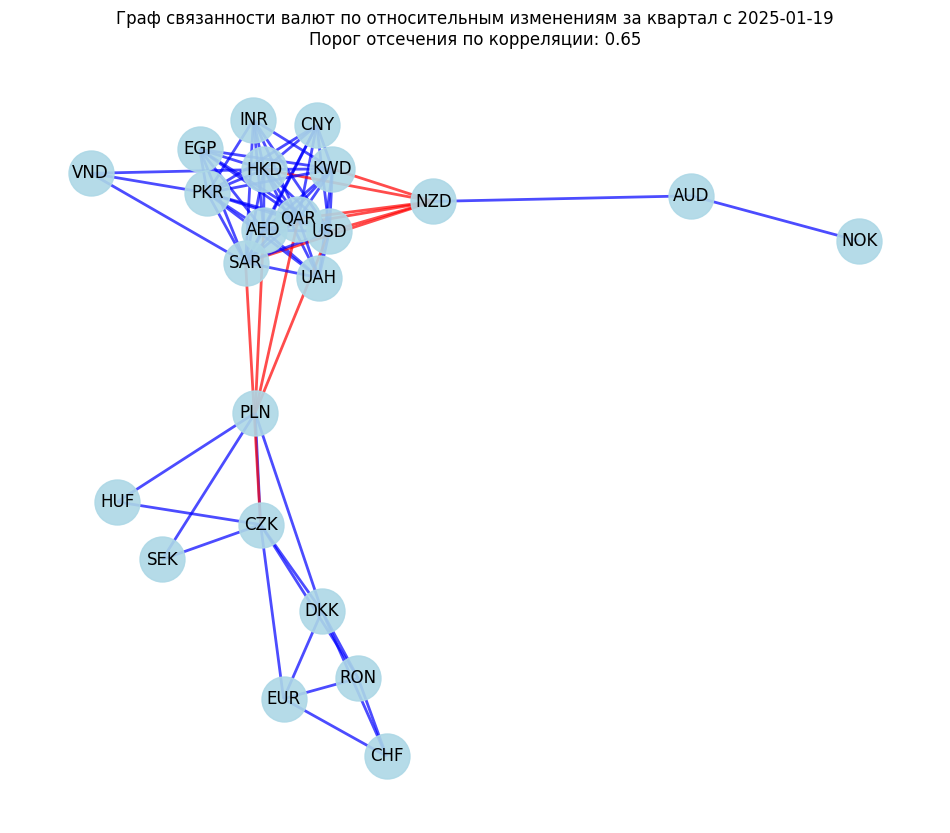 Граф связанности валют по относительным изменениям за квартал с 2025-01-19
Порог отсечения по корреляции: 0.65
INR
CNY
EGP
VND
HKD
KWD
PKR
NZD
AUD
QAR
AED
USD
NOK
SAR
UAH
PLN
HUF
CZK
SEK
DKK
RON
EUR
CHF